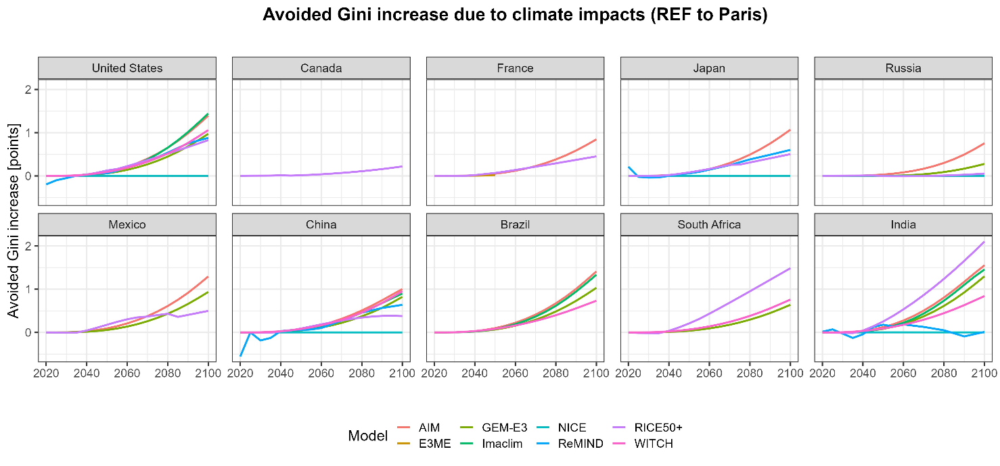 Avoided Gini increase due to climate impacts (REF to Paris)
United States Canada France Japan Russia
2
1
0
Mexico China Brazil South Africa India
2
1
0
Avoided Gini increase [points]
2020 2040 2060 2080 2100 2020 2040 2060 2080 2100 2020 2040 2060 2080 2100 2020 2040 2060 2080 2100 2020 2040 2060 2080 2100
Model
AIM GEM-E3 NICE RICE50+
E3ME Imaclim ReMIND WITCH